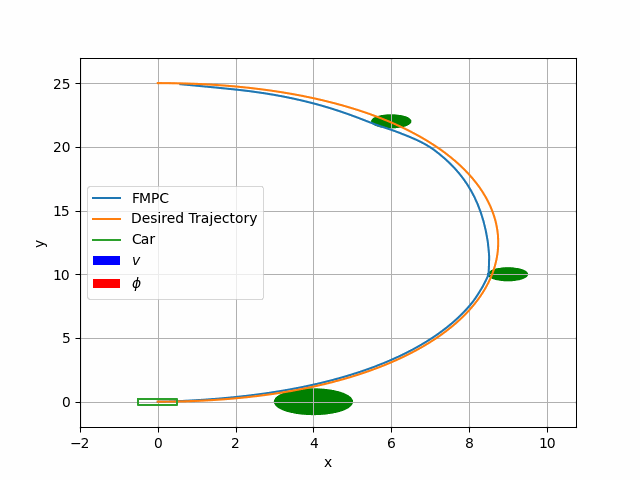 25
20
15
10
5
0
y
FMPC
Desired Trajectory
Car
v
ϕ
−2 0 2 4 6 8 10
x